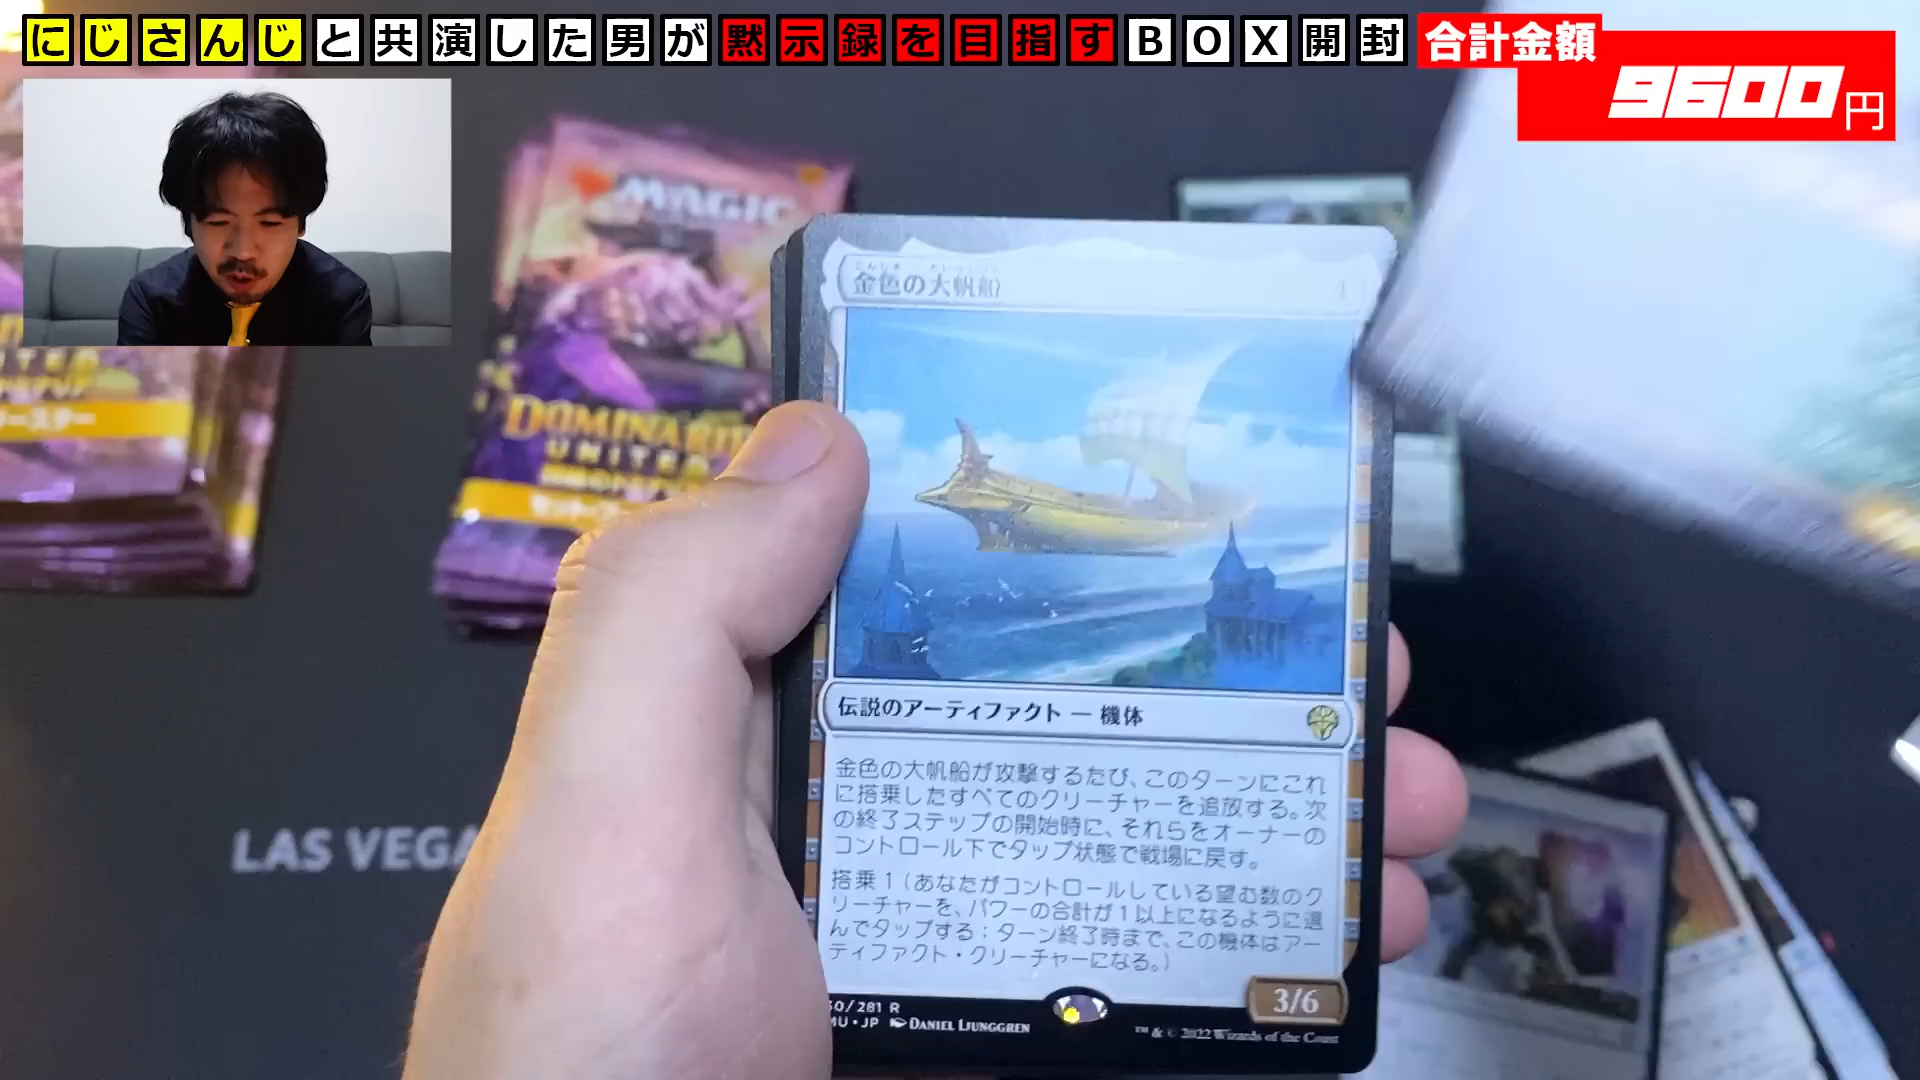 にじさんじと共演した男が黙示録を目指すBOX開封
合計金額
9600円
MAGIC
DOMINARIA
UNITED
LAS VEGA
金色の大帆船
伝説のアーティファクト — 機体
金色の大帆船が攻撃するたび、このターンにこれ
に搭乗したすべてのクリーチャーを追放する。次
の終了ステップの開始時に、それらをオーナーの
コントロール下でタップ状態で戦場に戻す。
搭乗1(あなたがコントロールしている望む数のク
リーチャーを、パワーの合計が1以上になるように選
んでタップする:ターン終了時まで、この機体はアー
ティファクト・クリーチャーになる。)
3/6
0/281 R
MU・JP DANIEL LJUNGGREN
™ & © 2022 Wizards of the Coast